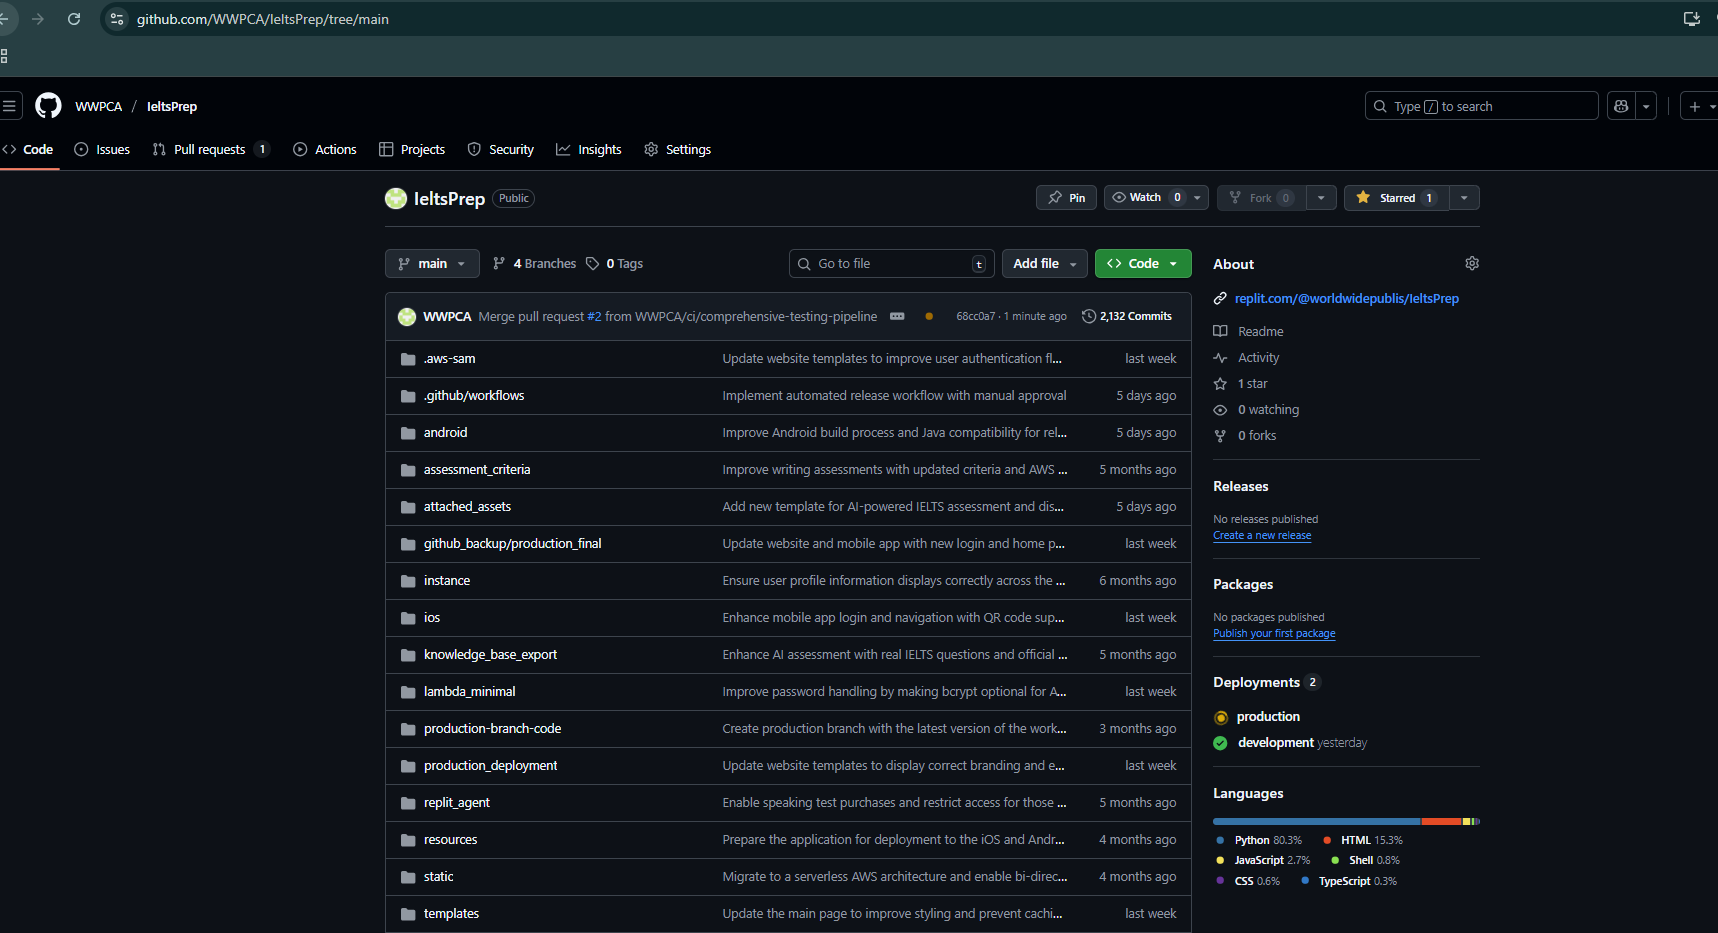 github.com/WWPCA/IeltsPrep/tree/main
WWPCA / IeltsPrep
Type / to search
Code Issues Pull requests 1 Actions Projects Security Insights Settings
IeltsPrep Public
Pin Watch 0 Fork 0 Starred 1
main 4 Branches 0 Tags Go to file t Add file Code
WWPCA Merge pull request #2 from WWPCA/ci/comprehensive-testing-pipeline 68cc0a7 · 1 minute ago 2,132 Commits
.aws-sam Update website templates to improve user authentication fl... last week
.github/workflows Implement automated release workflow with manual approval 5 days ago
android Improve Android build process and Java compatibility for rel... 5 days ago
assessment_criteria Improve writing assessments with updated criteria and AWS ... 5 months ago
attached_assets Add new template for AI-powered IELTS assessment and dis... 5 days ago
github_backup/production_final Update website and mobile app with new login and home p... last week
instance Ensure user profile information displays correctly across the ... 6 months ago
ios Enhance mobile app login and navigation with QR code sup... last week
knowledge_base_export Enhance AI assessment with real IELTS questions and official ... 5 months ago
lambda_minimal Improve password handling by making bcrypt optional for A... last week
production-branch-code Create production branch with the latest version of the work... 3 months ago
production_deployment Update website templates to display correct branding and e... last week
replit_agent Enable speaking test purchases and restrict access for those ... 5 months ago
resources Prepare the application for deployment to the iOS and Andr... 4 months ago
static Migrate to a serverless AWS architecture and enable bi-direc... 4 months ago
templates Update the main page to improve styling and prevent cachi... last week
About
replit.com/@worldwidepublis/IeltsPrep
Readme
Activity
1 star
0 watching
0 forks
Releases
No releases published
Create a new release
Packages
No packages published
Publish your first package
Deployments 2
production
development yesterday
Languages
Python 80.3% HTML 15.3%
JavaScript 2.7% Shell 0.8%
CSS 0.6% TypeScript 0.3%